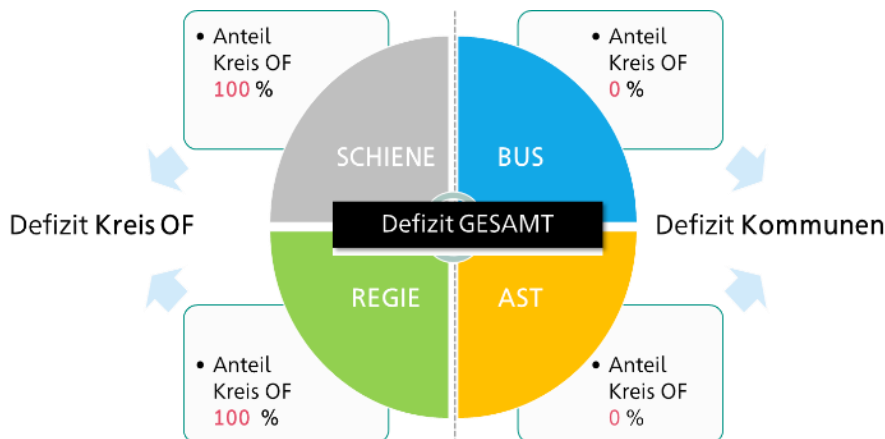 • Anteil
Kreis OF
100 %
• Anteil
Kreis OF
0 %
SCHIENE
BUS
Defizit Kreis OF
Defizit GESAMT
Defizit Kommunen
REGIE
AST
• Anteil
Kreis OF
100 %
• Anteil
Kreis OF
0 %